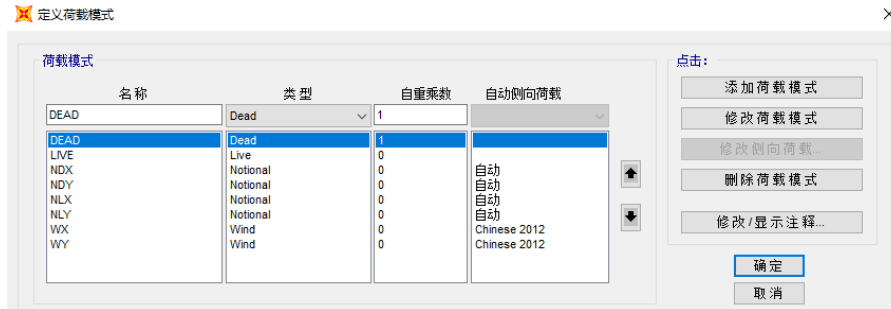 定义荷载模式
荷载模式
名称 类型 自重乘数 自动侧向荷载
DEAD Dead 1
DEAD Dead 1
LIVE Live 0
NDX Notional 0 自动
NDY Notional 0 自动
NLX Notional 0 自动
NLY Notional 0 自动
WX Wind 0 Chinese 2012
WY Wind 0 Chinese 2012
点击：
添加荷载模式
修改荷载模式
修改侧向荷载...
删除荷载模式
修改/显示注释...
确定
取消